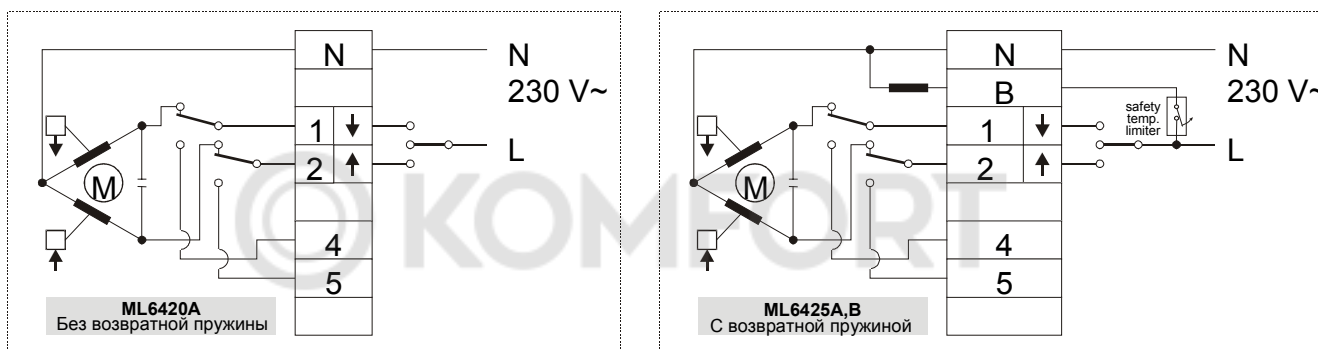 N
N
230 V~
1
2
L
M
4
5
ML6420A
Без возвратной пружины
N
N
B
230 V~
safety
temp.
limiter
1
2
L
M
4
5
ML6425A,B
С возвратной пружиной
KOMFORT